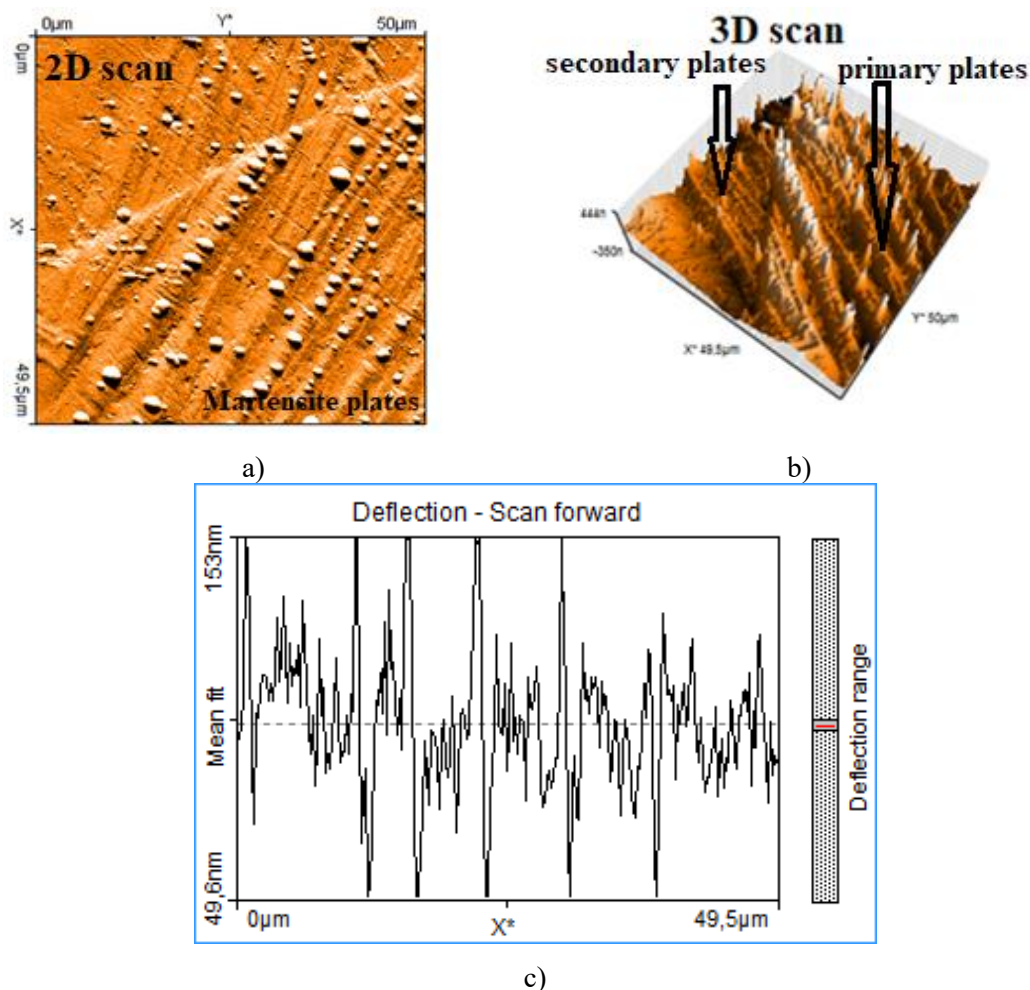 0µm Y* 50µm
0µm
2D scan
X*
49,5µm
Martensite plates
a)
3D scan
secondary plates
primary plates
444n
-350n
X* 49,5µm
Y* 50µm
b)
Deflection - Scan forward
153nm
Mean fit
49,6nm
0µm X* 49,5µm
Deflection range
c)